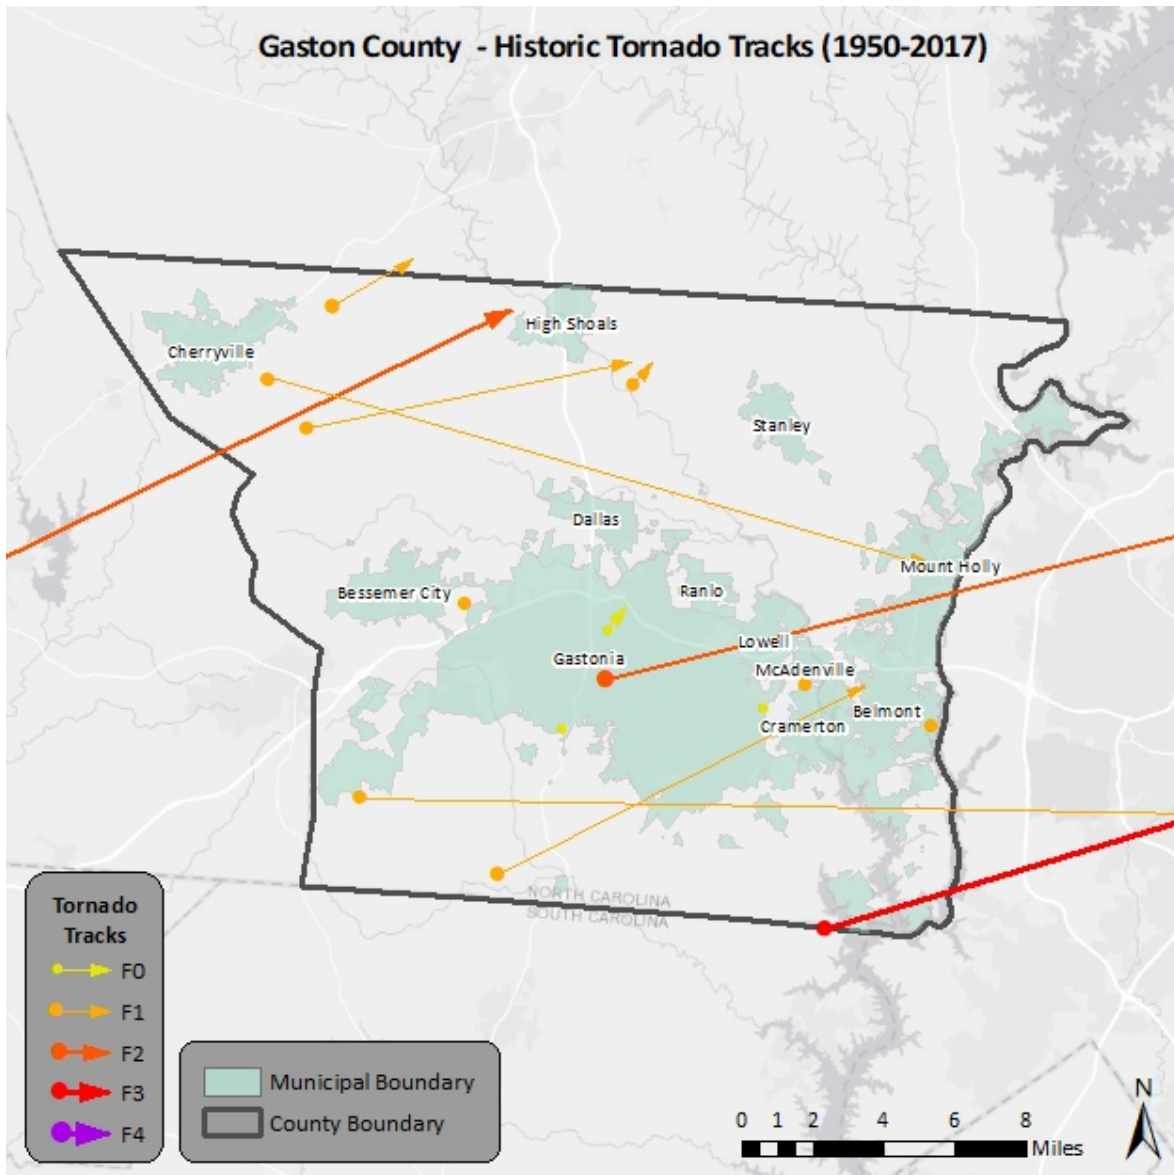 Gaston County - Historic Tornado Tracks (1950-2017)
High Shoals
Cherryville
Stanley
Dallas
Mount Holly
Bessemer City
Ranlo
Lowell
Gastonia
McAdenville
Belmont
Cramerton
NORTH CAROLINA
SOUTH CAROLINA
Tornado
Tracks
F0
F1
F2
F3
F4
Municipal Boundary
County Boundary
N
0 1 2 4 6 8
Miles